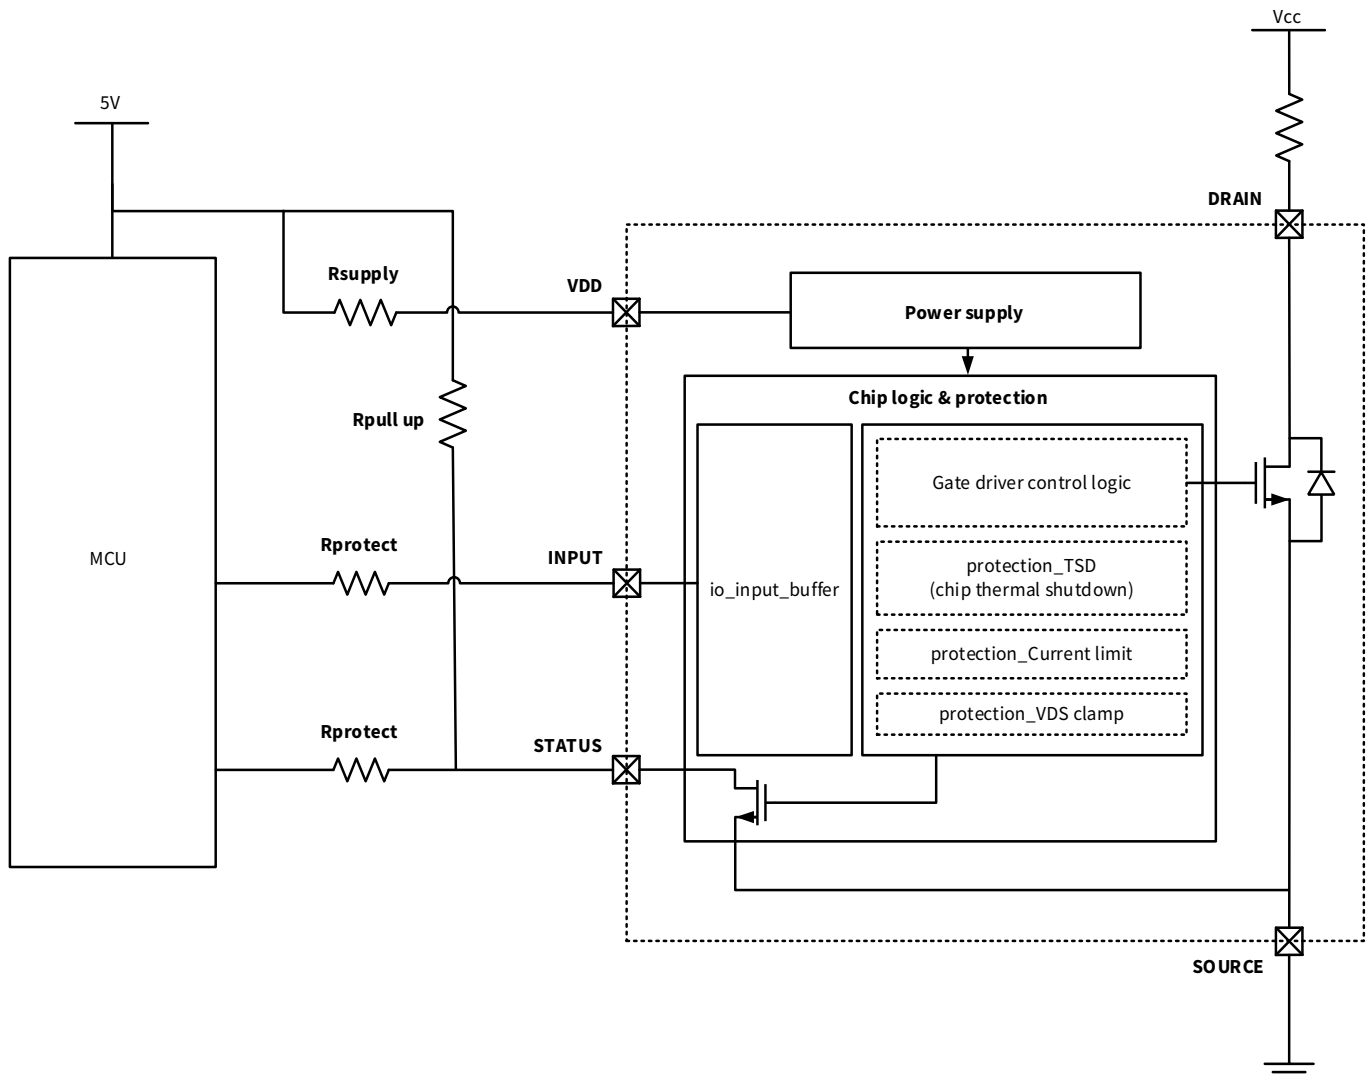 Vcc
5V
DRAIN
Rsupply
VDD
Power supply
Chip logic & protection
Rpull up
Gate driver control logic
Rprotect
INPUT
MCU
io_input_buffer
protection_TSD
(chip thermal shutdown)
protection_Current limit
protection_VDS clamp
Rprotect
STATUS
SOURCE